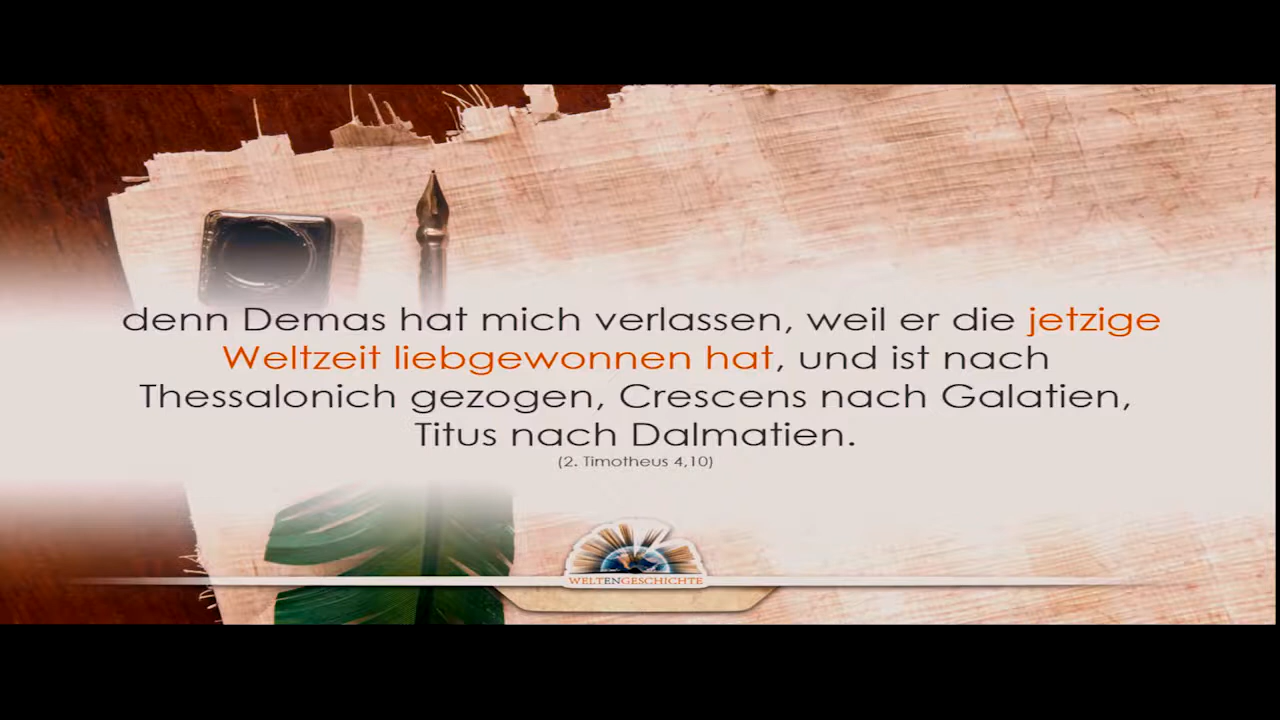 denn Demas hat mich verlassen, weil er die jetzige
Weltzeit liebgewonnen hat, und ist nach
Thessalonich gezogen, Crescens nach Galatien,
Titus nach Dalmatien.
(2. Timotheus 4,10)
WELTENGESCHICHTE